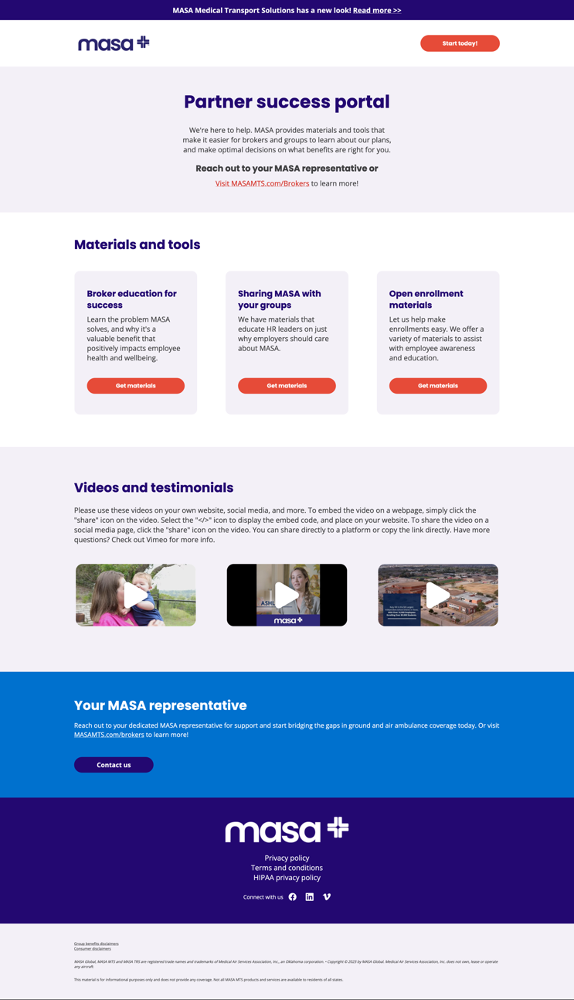 MASA Medical Transport Solutions has a new look! Read more >>
masa
Start today!
Partner success portal
We're here to help. MASA provides materials and tools that
make it easier for brokers and groups to learn about our plans,
and make optimal decisions on what benefits are right for you.
Reach out to your MASA representative or
Visit MASAMTS.com/Brokers to learn more!
Materials and tools
Broker education for
success
Learn the problem MASA
solves, and why it's a
valuable benefit that
positively impacts employee
health and wellbeing.
Get materials
Sharing MASA with
your groups
We have materials that
educate HR leaders on just
why employers should care
about MASA.
Get materials
Open enrollment
materials
Let us help make
enrollments easy. We offer a
variety of materials to assist
with employee awareness
and education.
Get materials
Videos and testimonials
Please use these videos on your own website, social media, and more. To embed the video on a webpage, simply click the
"share" icon on the video. Select the "</>" icon to display the embed code, and place on your website. To share the video on a
social media page, click the "share" icon on the video. You can share directly to a platform or copy the link directly. Have more
questions? Check out Vimeo for more info.
ASHL
masa
Your MASA representative
Reach out to your dedicated MASA representative for support and start bridging the gaps in ground and air ambulance coverage today. Or visit
MASAMTS.com/brokers to learn more!
Contact us
masa
Privacy policy
Terms and conditions
HIPAA privacy policy
Connect with us
Group benefits disclaimers
Consumer disclaimers
MASA Global, MASA MTS and MASA TRS are registered trade names and trademarks of Medical Air Services Association, Inc., an Oklahoma corporation. • Copyright © 2023 by MASA Global. Medical Air Services Association, Inc. does not own, lease or operate
any aircraft.
This material is for informational purposes only and does not provide any coverage. Not all MASA MTS products and services are available to residents of all states.